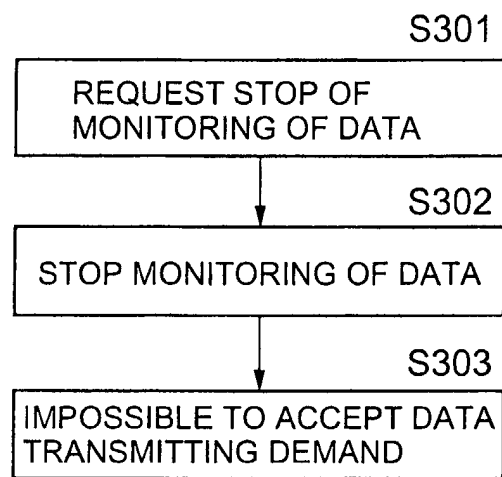 S301
REQUEST STOP OF
MONITORING OF DATA
S302
STOP MONITORING OF DATA
S303
IMPOSSIBLE TO ACCEPT DATA
TRANSMITTING DEMAND